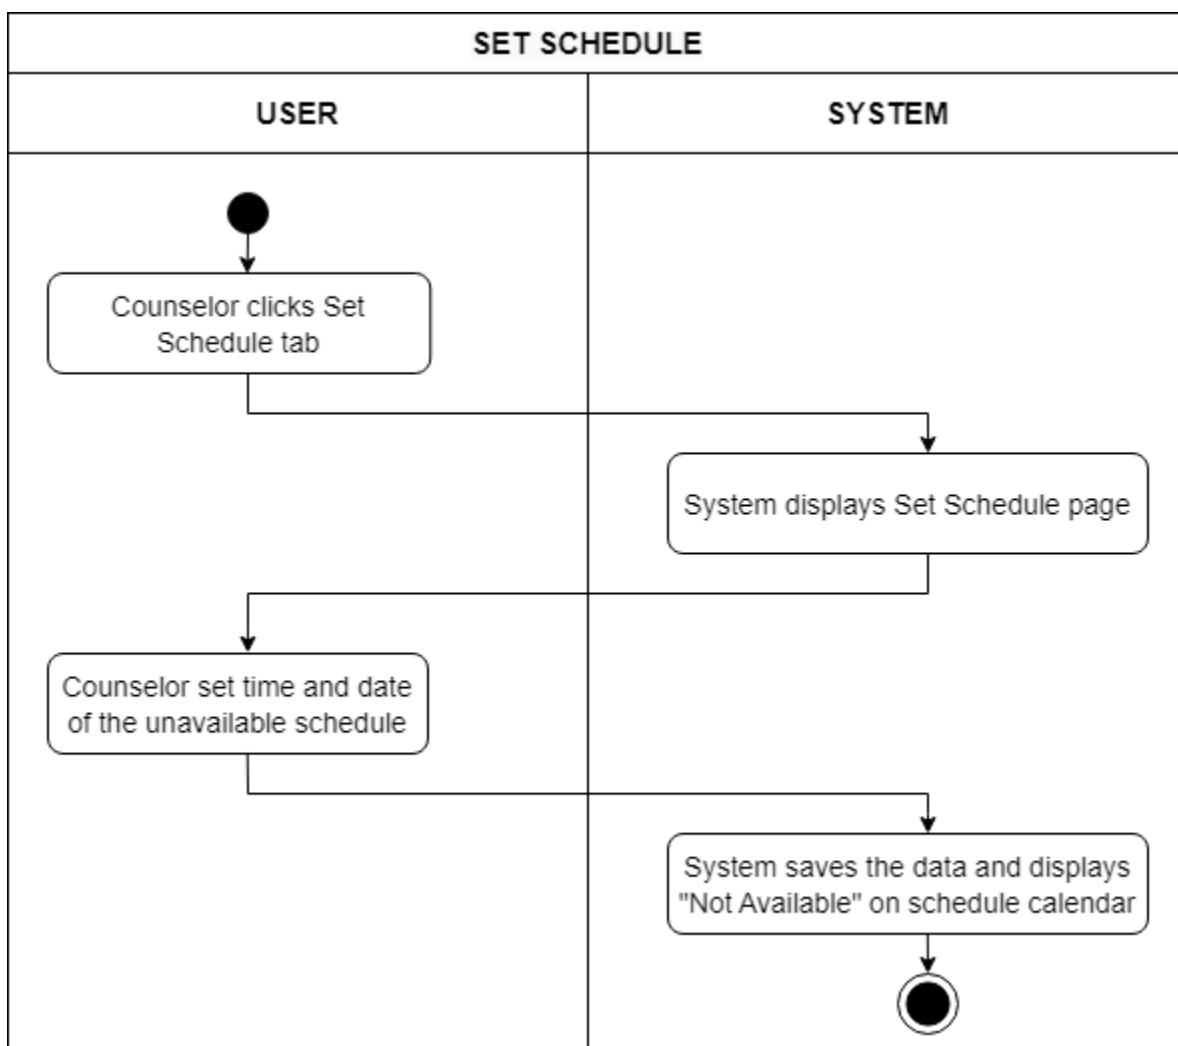 SET SCHEDULE
USER
SYSTEM
Counselor clicks Set
Schedule tab
System displays Set Schedule page
Counselor set time and date
of the unavailable schedule
System saves the data and displays
"Not Available" on schedule calendar